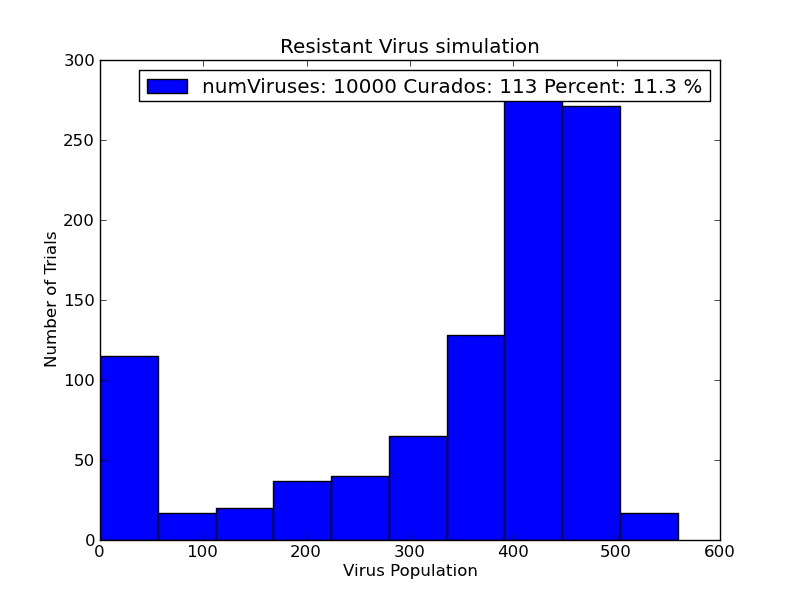 Resistant Virus simulation
numViruses: 10000 Curados: 113 Percent: 11.3 %
300
250
200
150
100
50
0
Number of Trials
0 100 200 300 400 500 600
Virus Population